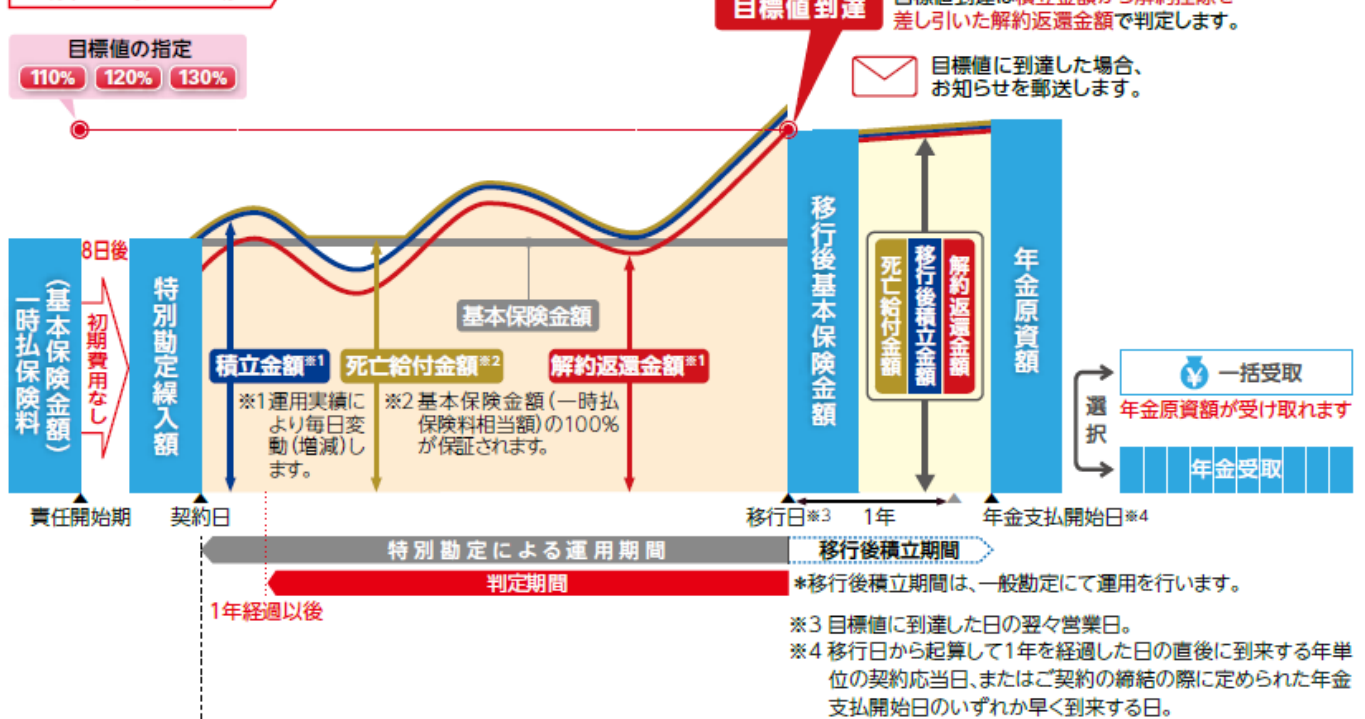 目標値到達
差し引いた解約返還金額で判定します。
目標値の指定
110% 120% 130%
目標値に到達した場合、
お知らせを郵送します。
8日後
初期費用なし
一時払保険料
(基本保険金額)
特別勘定繰入額
基本保険金額
積立金額※1
死亡給付金額※2
解約返還金額※1
※1 運用実績に
より毎日変
動(増減)し
ます。
※2 基本保険金額(一時払
保険料相当額)の100%
が保証されます。
移行後基本保険金額
死亡給付金額
移行後積立金額
解約返還金額
年金原資額
選択
¥ 一括受取
年金原資額が受け取れます
年金受取
責任開始期
契約日
移行日※3
1年
年金支払開始日※4
特別勘定による運用期間
移行後積立期間
判定期間
*移行後積立期間は、一般勘定にて運用を行います。
1年経過以後
※3 目標値に到達した日の翌々営業日。
※4 移行日から起算して1年を経過した日の直後に到来する年単
位の契約応当日、またはご契約の締結の際に定められた年金
支払開始日のいずれか早く到来する日。